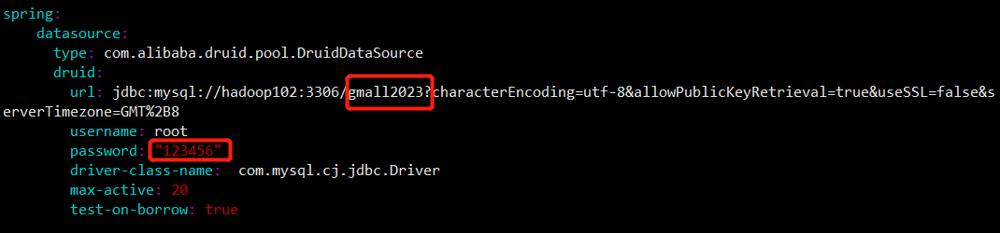 spring:
datasource:
type: com.alibaba.druid.pool.DruidDataSource
druid:
url: jdbc:mysql://hadoop102:3306/gmall2023?characterEncoding=utf-8&allowPublicKeyRetrieval=true&useSSL=false&s
erverTimezone=GMT%2B8
username: root
password: "123456"
driver-class-name:  com.mysql.cj.jdbc.Driver
max-active: 20
test-on-borrow: true